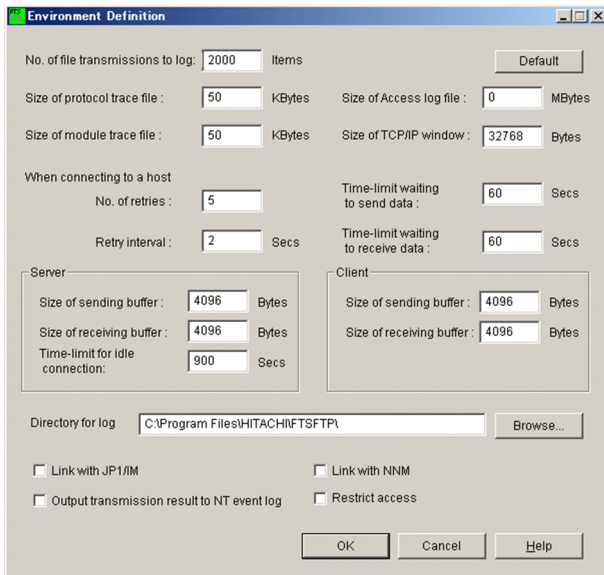 Environment Definition
No. of file transmissions to log: 2000 Items Default
Size of protocol trace file : 50 KBytes Size of Access log file : 0 MBytes
Size of module trace file : 50 KBytes Size of TCP/IP window : 32768 Bytes
When connecting to a host
No. of retries : 5
Time-limit waiting
to send data : 60 Secs
Retry interval : 2 Secs
Time-limit waiting
to receive data : 60 Secs
Server
Size of sending buffer : 4096 Bytes
Size of receiving buffer : 4096 Bytes
Time-limit for idle
connection: 900 Secs
Client
Size of sending buffer : 4096 Bytes
Size of receiving buffer : 4096 Bytes
Directory for log C:\Program Files\HITACHI\FTSFTP\ Browse...
Link with JP1/IM Link with NNM
Output transmission result to NT event log Restrict access
OK Cancel Help